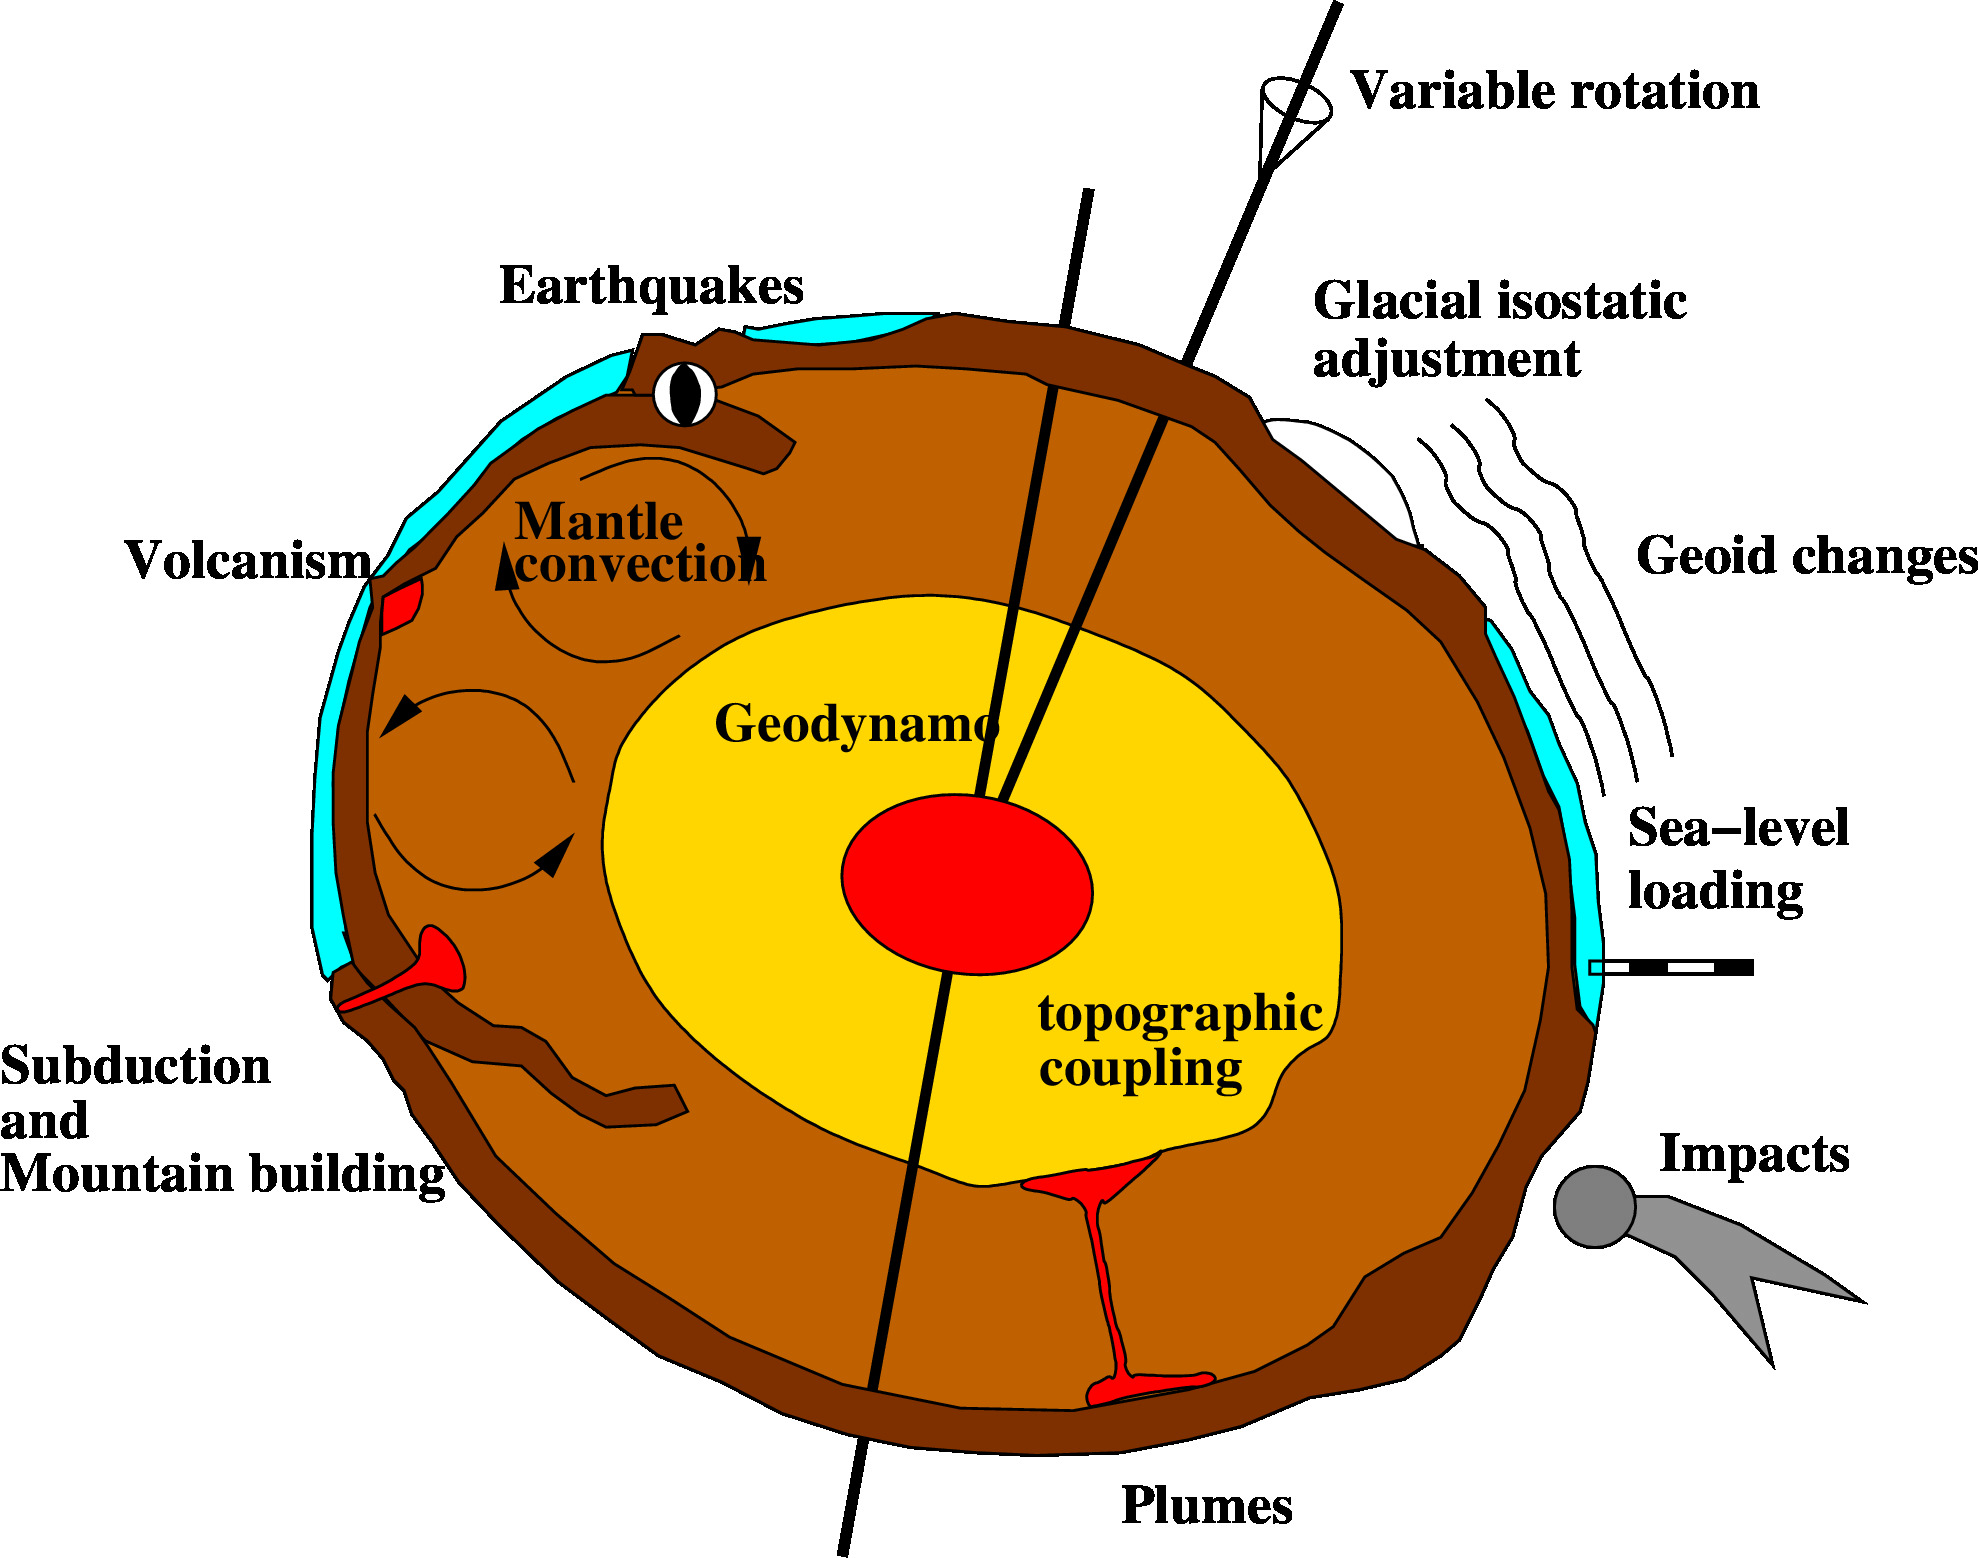 Variable rotation
Earthquakes
Glacial isostatic
adjustment
Mantle
convection
Volcanism
Geoid changes
Geodynamo
Sea−level
loading
topographic
coupling
Subduction
and
Mountain building
Impacts
Plumes